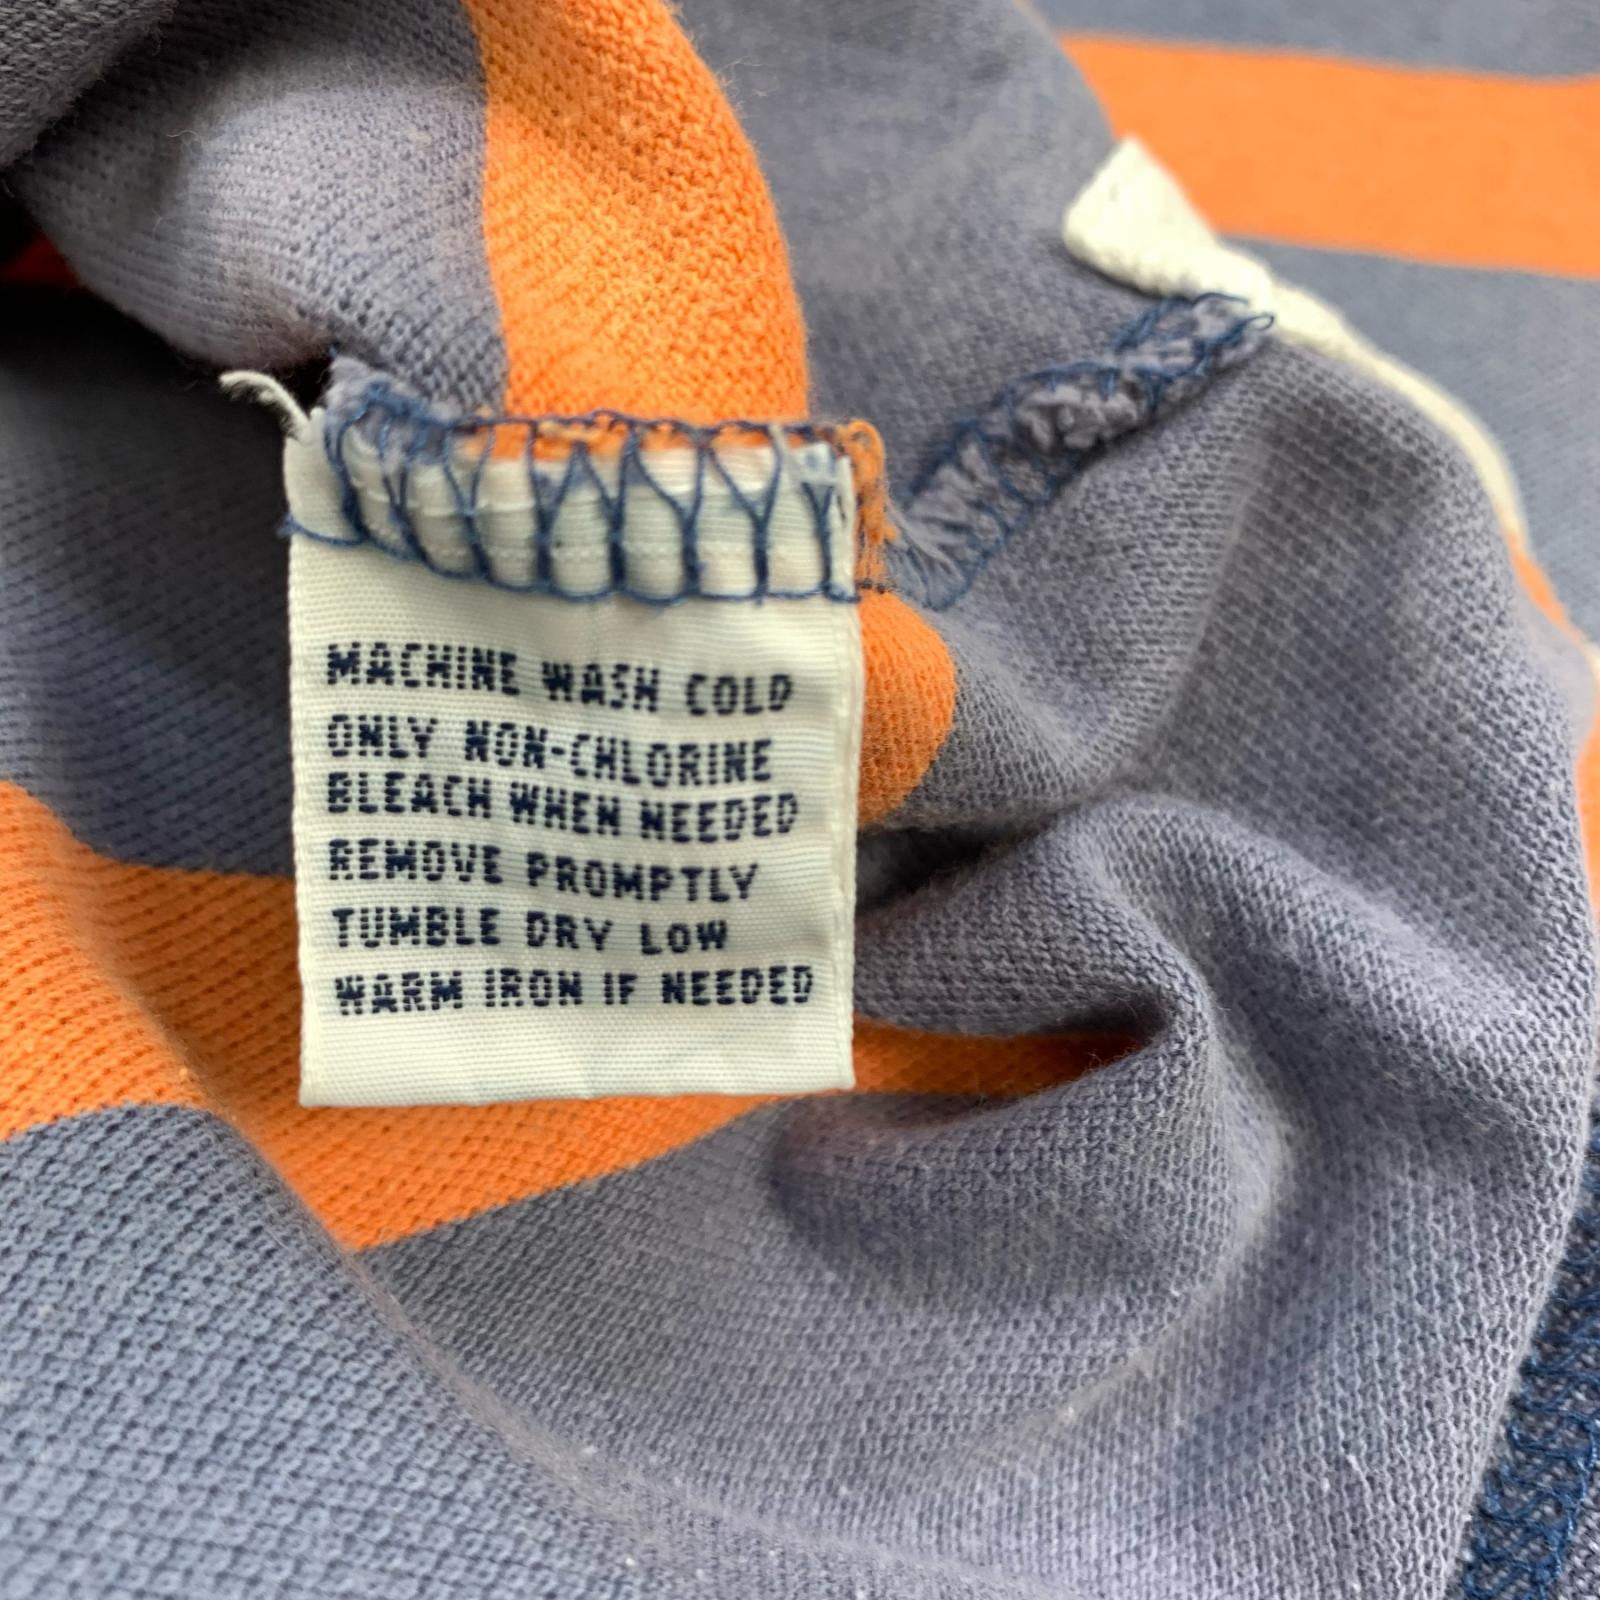 MACHINE WASH COLD
ONLY NON-CHLORINE
BLEACH WHEN NEEDED
REMOVE PROMPTLY
TUMBLE DRY LOW
WARM IRON IF NEEDED